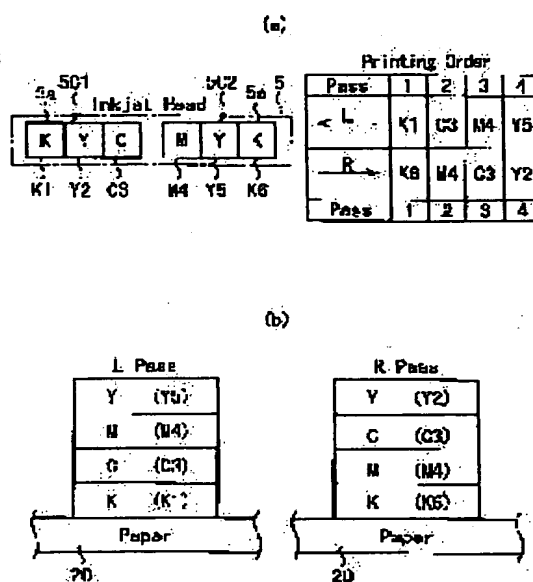 (a)
Printing Order
5a 501 502 5a 5
Inkjet Head
K Y C M Y K
K1 Y2 C3 M4 Y5 K6
Pass 1 2 3 4
L K1 C3 M4 Y5
R K6 M4 C3 Y2
Pass 1 2 3 4
(b)
L Pass R Pass
Y (Y5) Y (Y2)
M (M4) C (C3)
C (C3) M (M4)
K (K1) K (K6)
Paper Paper
20 20